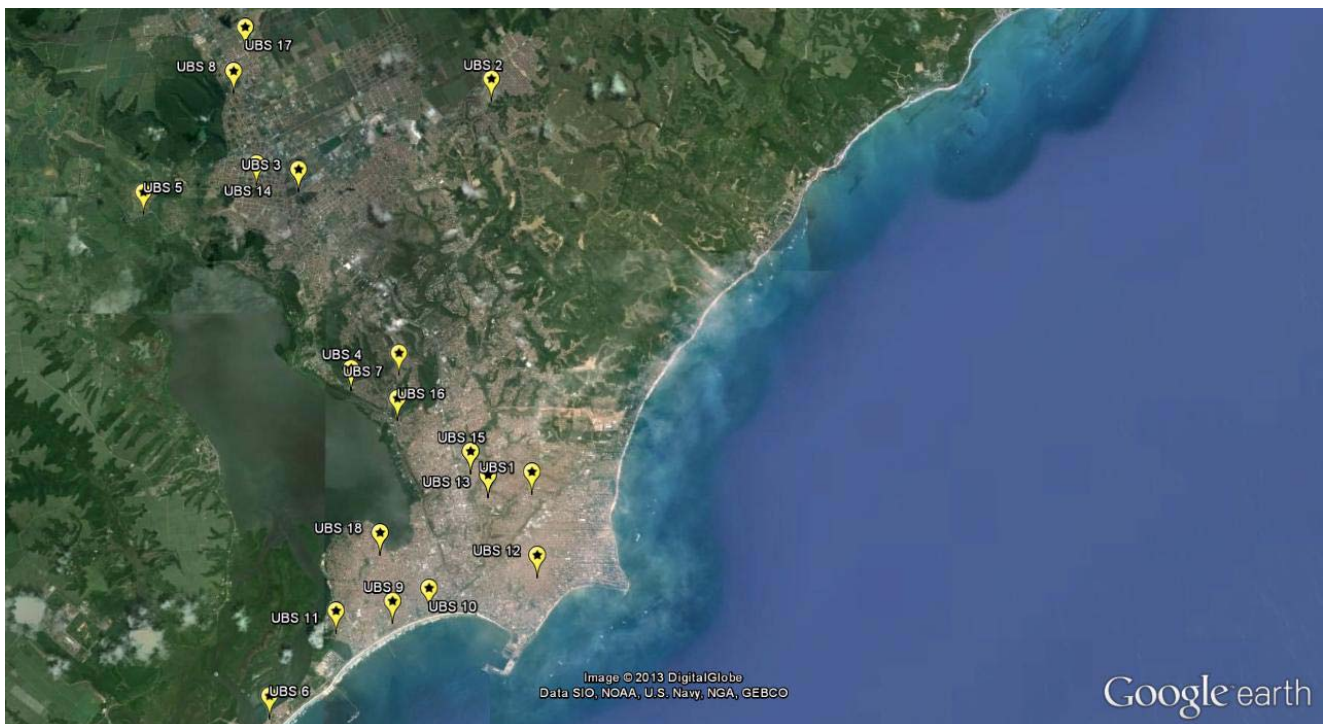 UBS 17
UBS 8
UBS 2
UBS 3
UBS 14
UBS 5
UBS 4
UBS 7
UBS 16
UBS 15
UBS1
UBS 13
UBS 18
UBS 12
UBS 9
UBS 10
UBS 11
Image © 2013 DigitalGlobe
Data SIO, NOAA, U.S. Navy, NGA, GEBCO
UBS 6
Google earth